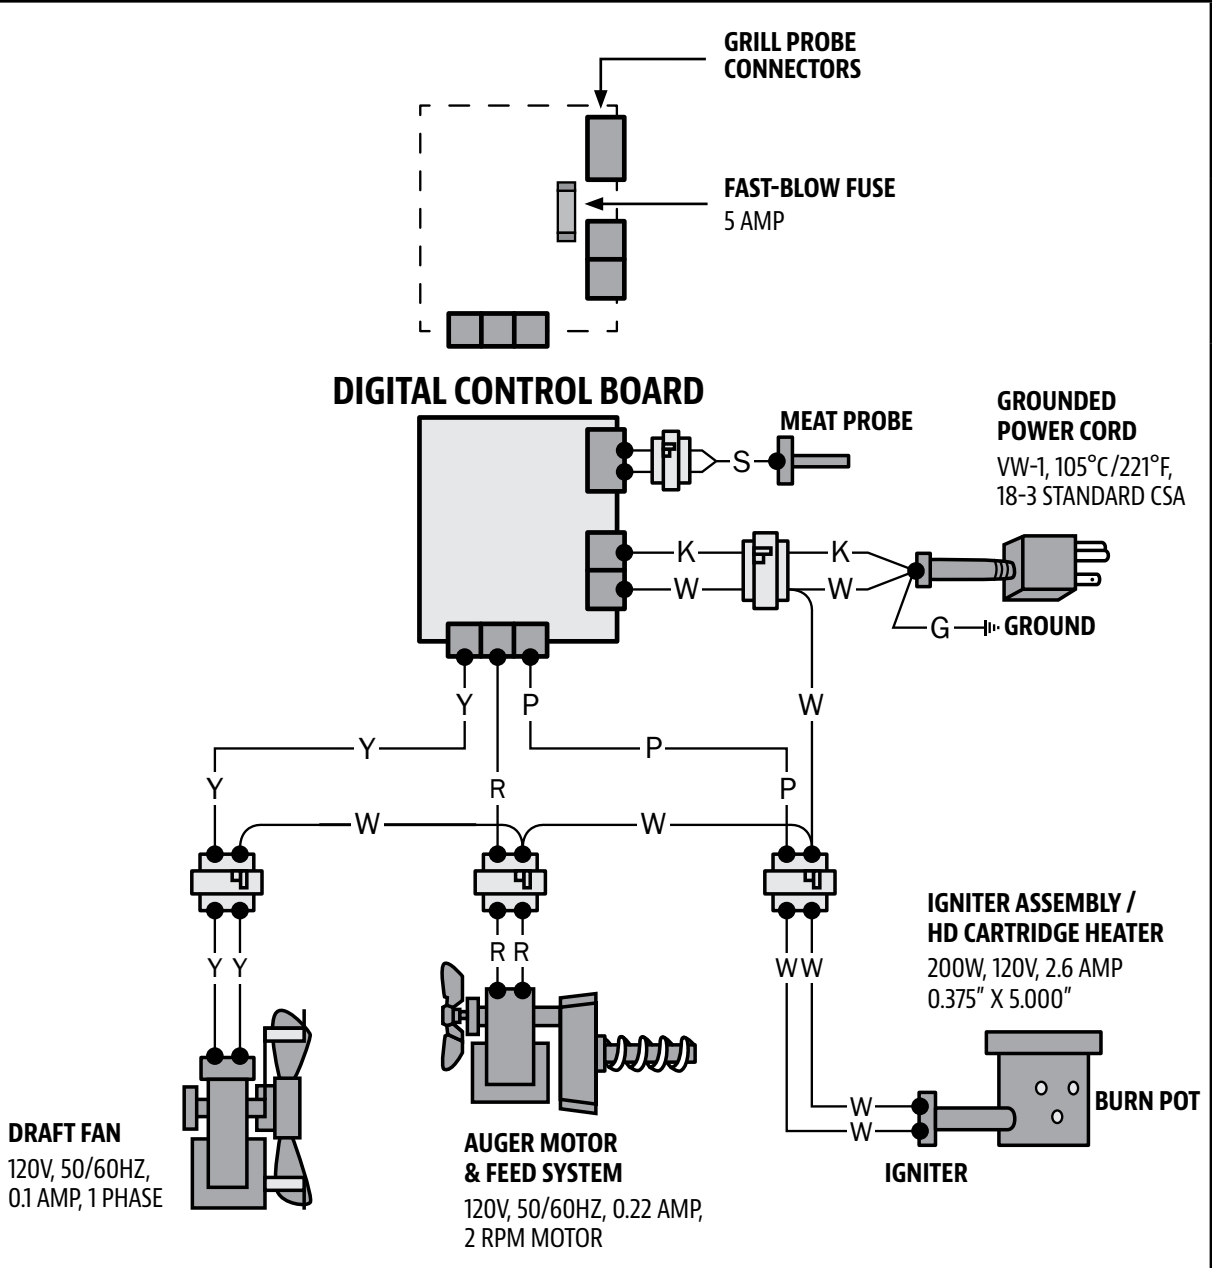 GRILL PROBE
CONNECTORS
FAST-BLOW FUSE
5 AMP
DIGITAL CONTROL BOARD
MEAT PROBE
GROUNDED
POWER CORD
VW-1, 105°C/221°F,
18-3 STANDARD CSA
S
K K
W W
G GROUND
Y P W
Y P
Y R P
W W
Y Y R R W W
IGNITER ASSEMBLY /
HD CARTRIDGE HEATER
200W, 120V, 2.6 AMP
0.375" X 5.000"
W
W
BURN POT
IGNITER
DRAFT FAN
120V, 50/60HZ,
0.1 AMP, 1 PHASE
AUGER MOTOR
& FEED SYSTEM
120V, 50/60HZ, 0.22 AMP,
2 RPM MOTOR